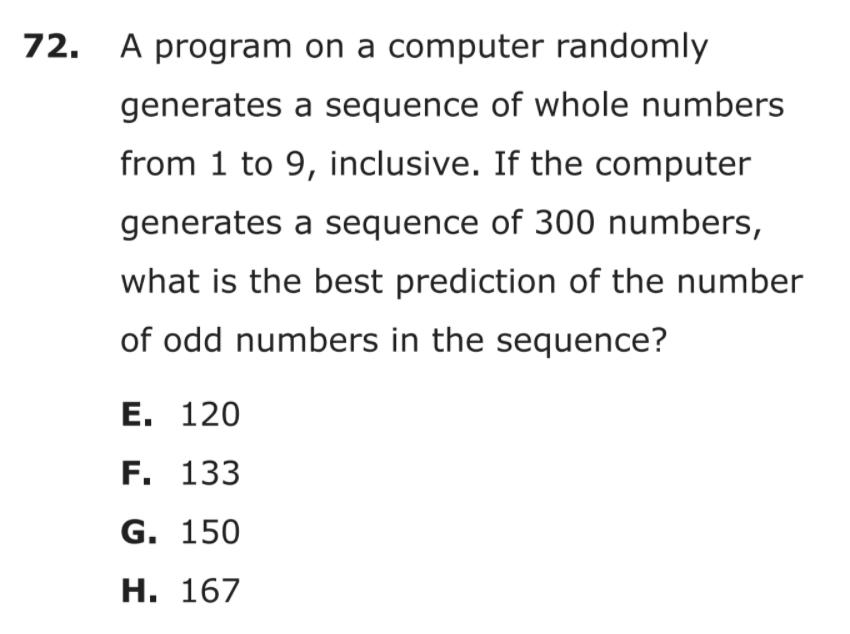 72. A program on a computer randomly
generates a sequence of whole numbers
from 1 to 9, inclusive. If the computer
generates a sequence of 300 numbers,
what is the best prediction of the number
of odd numbers in the sequence?
E. 120
F. 133
G. 150
H. 167